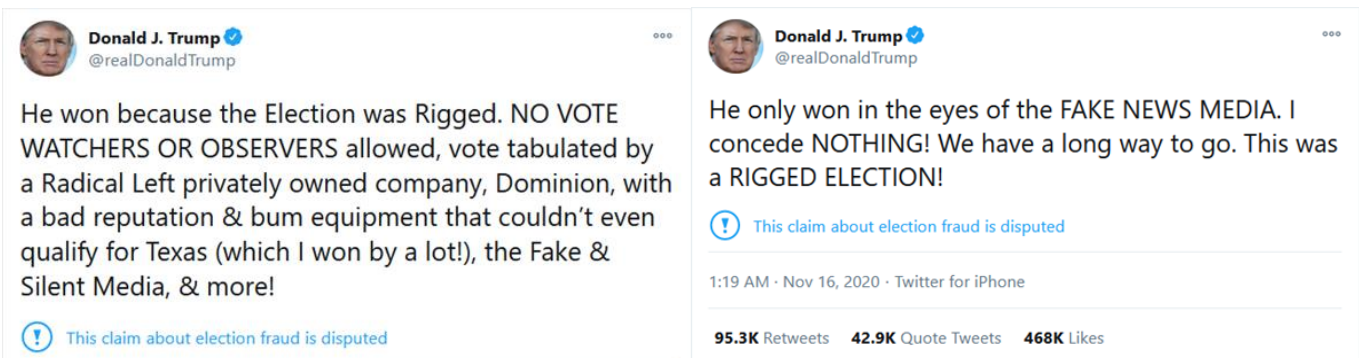 Donald J. Trump
@realDonaldTrump
He won because the Election was Rigged. NO VOTE
WATCHERS OR OBSERVERS allowed, vote tabulated by
a Radical Left privately owned company, Dominion, with
a bad reputation & bum equipment that couldn't even
qualify for Texas (which I won by a lot!), the Fake &
Silent Media, & more!
This claim about election fraud is disputed
Donald J. Trump
@realDonaldTrump
He only won in the eyes of the FAKE NEWS MEDIA. I
concede NOTHING! We have a long way to go. This was
a RIGGED ELECTION!
This claim about election fraud is disputed
1:19 AM · Nov 16, 2020 · Twitter for iPhone
95.3K Retweets 42.9K Quote Tweets 468K Likes